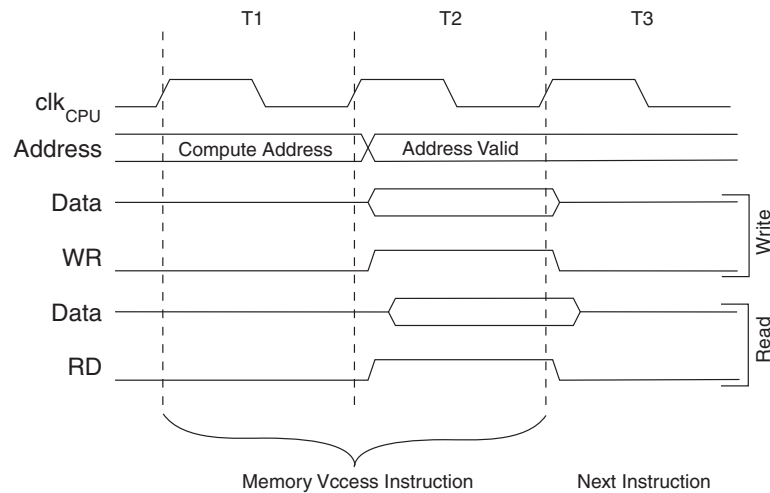 T1 T2 T3
clkCPU
Address Compute Address Address Valid
Data
WR
Write
Data
RD
Read
Memory Vccess Instruction Next Instruction